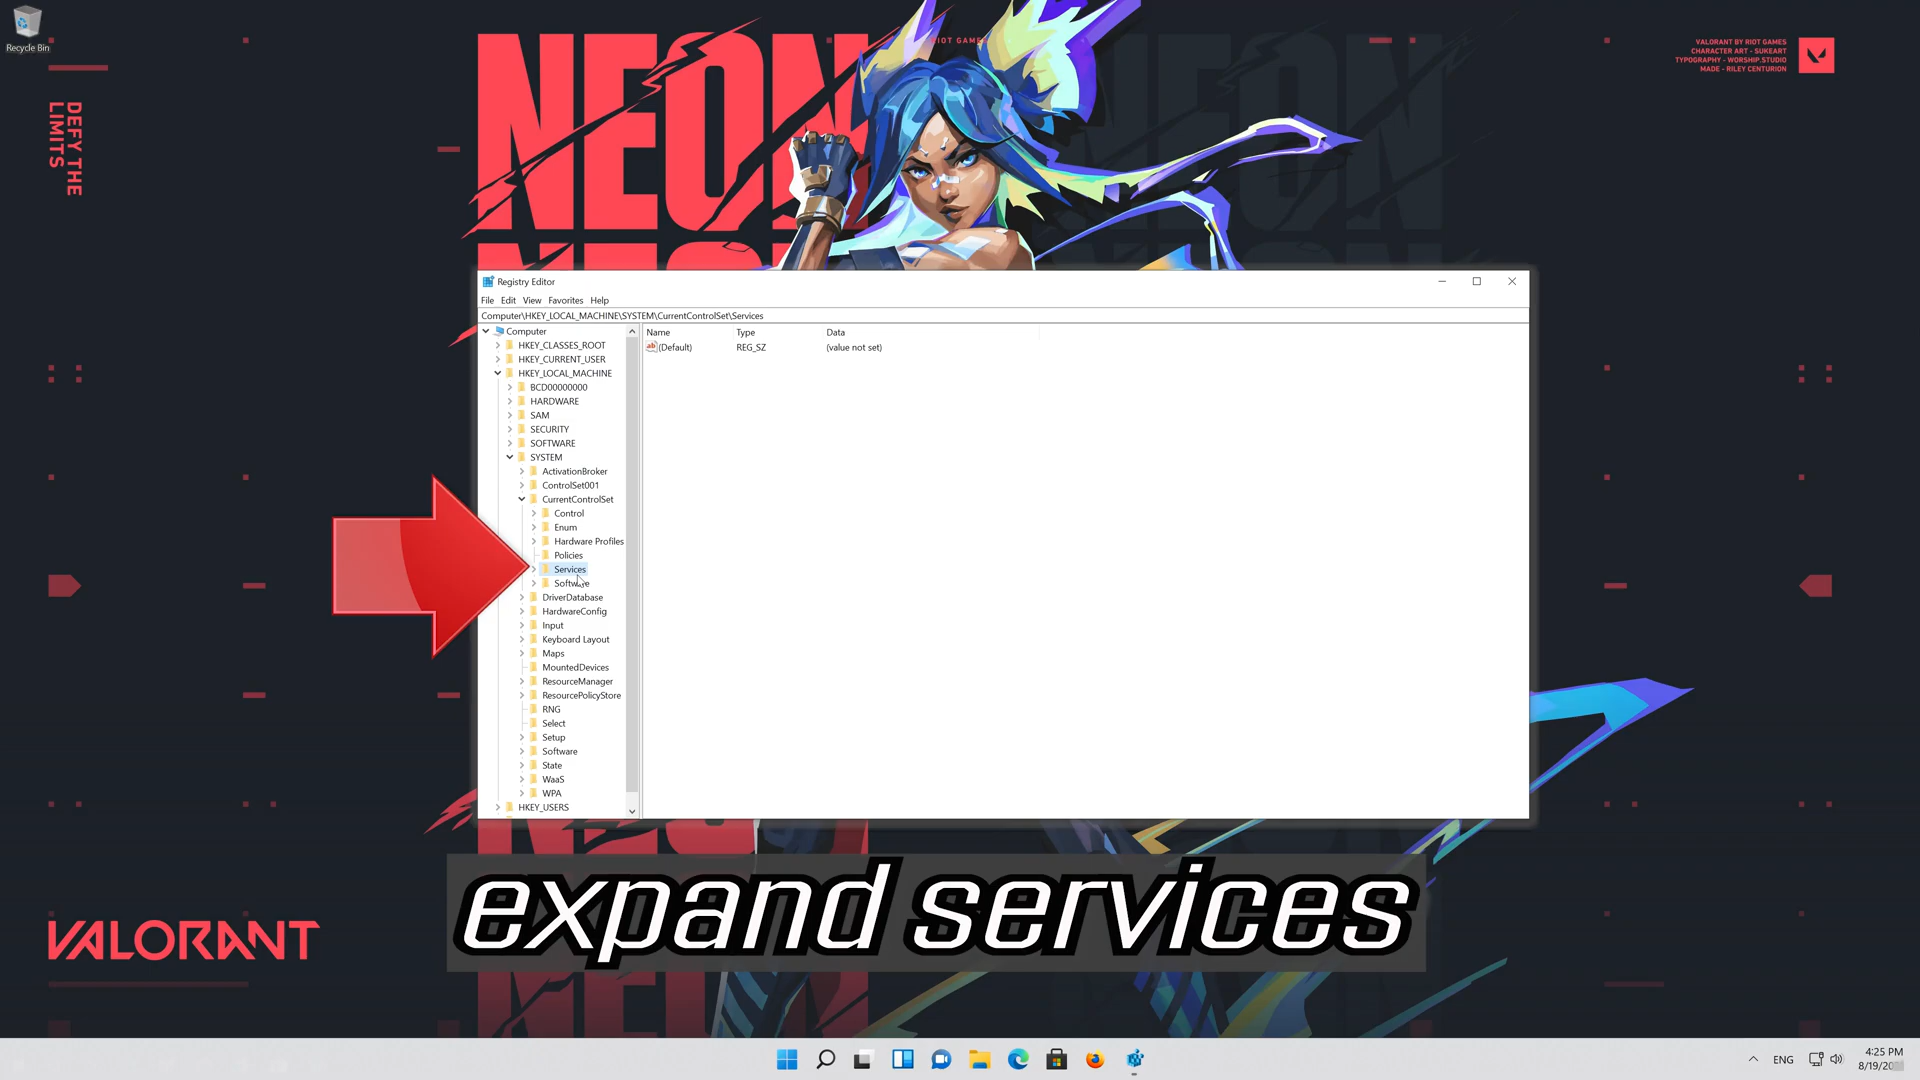 Recycle Bin
DEFY THE
LIMITS
NEON
RIOT GAMES
VALORANT BY RIOT GAMES
CHARACTER ART - SUKEART
TYPOGRAPHY - WORSHIP.STUDIO
MADE - RILEY CENTURION
Registry Editor
File Edit View Favorites Help
Computer\HKEY_LOCAL_MACHINE\SYSTEM\CurrentControlSet\Services
Name Type Data
(Default) REG_SZ (value not set)
Computer
HKEY_CLASSES_ROOT
HKEY_CURRENT_USER
HKEY_LOCAL_MACHINE
BCD00000000
HARDWARE
SAM
SECURITY
SOFTWARE
SYSTEM
ActivationBroker
ControlSet001
CurrentControlSet
Control
Enum
Hardware Profiles
Policies
Services
Software
DriverDatabase
HardwareConfig
Input
Keyboard Layout
Maps
MountedDevices
ResourceManager
ResourcePolicyStore
RNG
Select
Setup
Software
State
WaaS
WPA
HKEY_USERS
expand services
VALORANT
ENG
4:25 PM